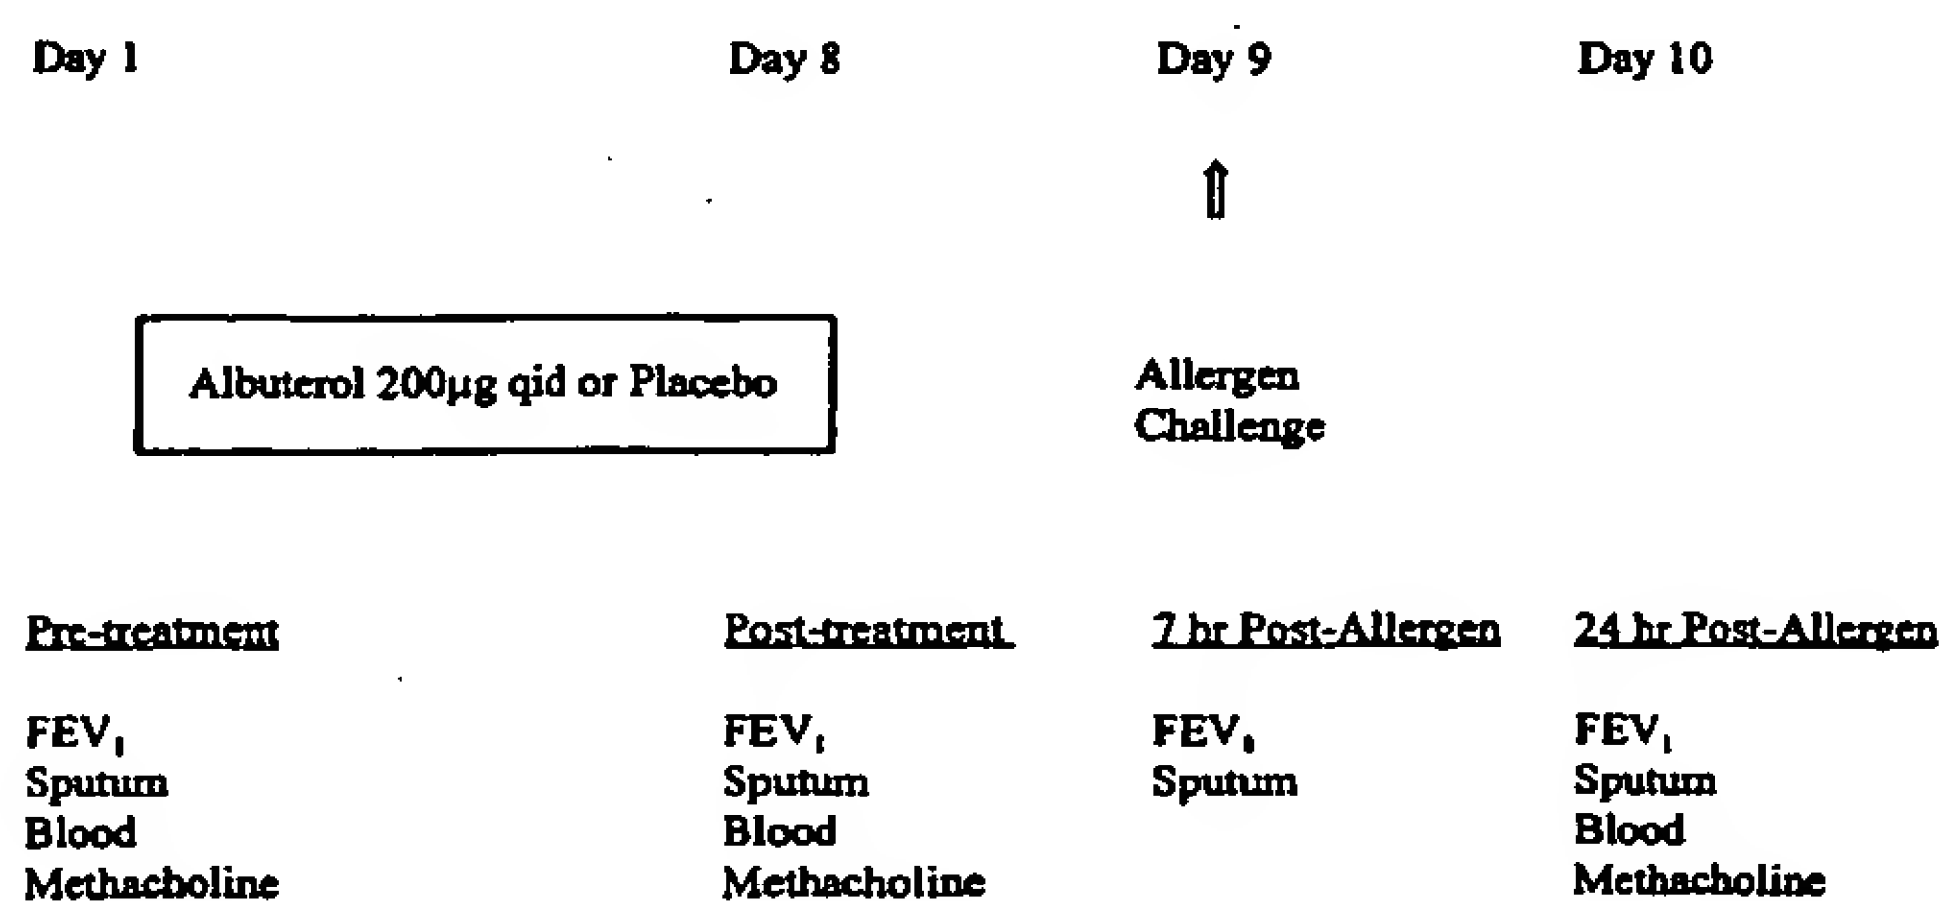 Day 1 Day 8 Day 9 Day 10
Albuterol 200µg qid or Placebo
Allergen
Challenge
Pre-treatment Post-treatment 7 hr Post-Allergen 24 hr Post-Allergen
FEV₁ FEV₁ FEV₁ FEV₁
Sputum Sputum Sputum Sputum
Blood Blood Blood
Methacholine Methacholine Methacholine